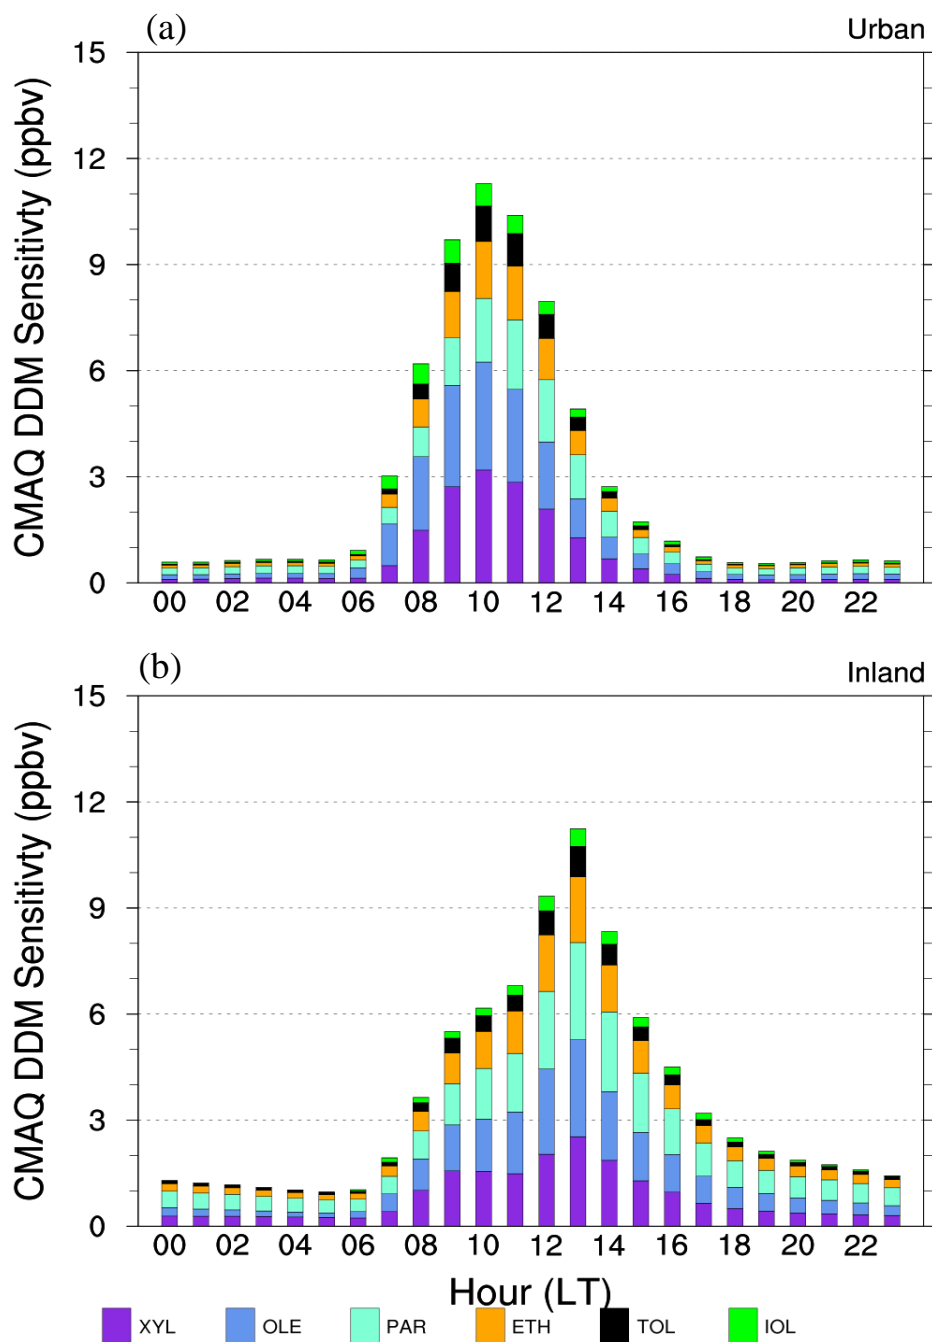 (a)
Urban
CMAQ DDM Sensitivty (ppbv)
15
12
9
6
3
0
00 02 04 06 08 10 12 14 16 18 20 22
(b)
Inland
CMAQ DDM Sensitivty (ppbv)
15
12
9
6
3
0
00 02 04 06 08 10 12 14 16 18 20 22
Hour (LT)
XYL OLE PAR ETH TOL IOL